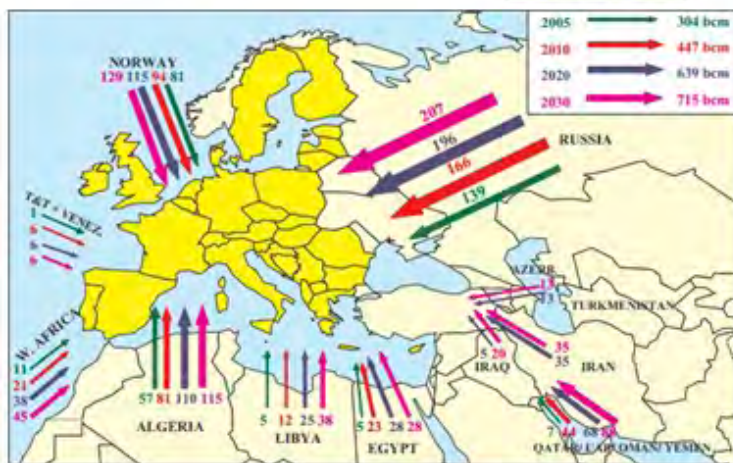 2005 304 bcm
2010 447 bcm
2020 639 bcm
2030 715 bcm
NORWAY
129 115 94 81
207
196
166
139
RUSSIA
T&T + VENEZ.
1
6
6
6
AZERB.
13
13
TURKMENISTAN
W. AFRICA
11
21
38
45
57 81 110 115
ALGERIA
5 12 25 38
LIBYA
5 23 28 28
EGYPT
5 20
IRAQ
35
35
IRAN
7 44 68
QATAR/ UAE/OMAN/ YEMEN